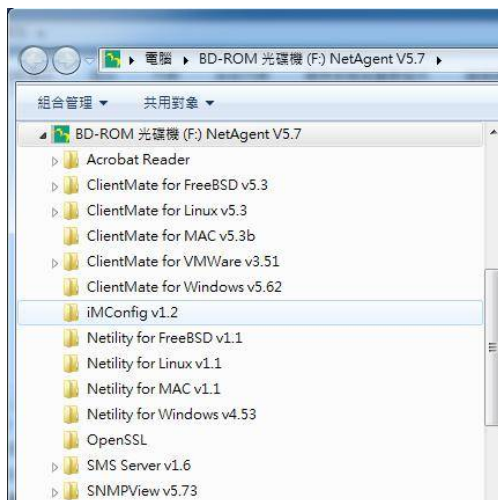 電腦 ▸ BD-ROM 光碟機 (F:) NetAgent V5.7 ▸
組合管理 ▼ 共用對象 ▼
BD-ROM 光碟機 (F:) NetAgent V5.7
Acrobat Reader
ClientMate for FreeBSD v5.3
ClientMate for Linux v5.3
ClientMate for MAC v5.3b
ClientMate for VMWare v3.51
ClientMate for Windows v5.62
iMConfig v1.2
Netility for FreeBSD v1.1
Netility for Linux v1.1
Netility for MAC v1.1
Netility for Windows v4.53
OpenSSL
SMS Server v1.6
SNMPView v5.73